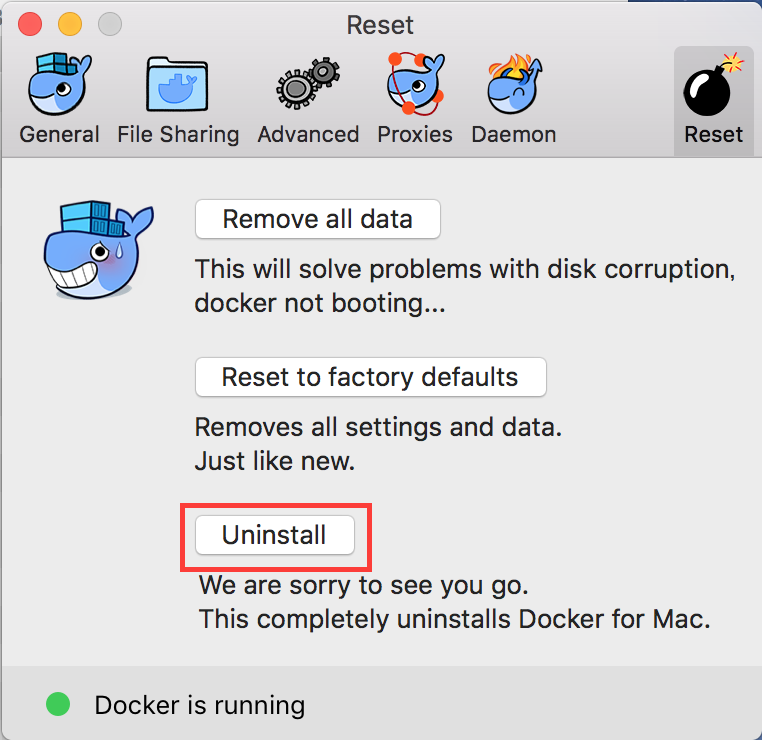 Reset
General File Sharing Advanced Proxies Daemon Reset
Remove all data
This will solve problems with disk corruption,
docker not booting...
Reset to factory defaults
Removes all settings and data.
Just like new.
Uninstall
We are sorry to see you go.
This completely uninstalls Docker for Mac.
Docker is running